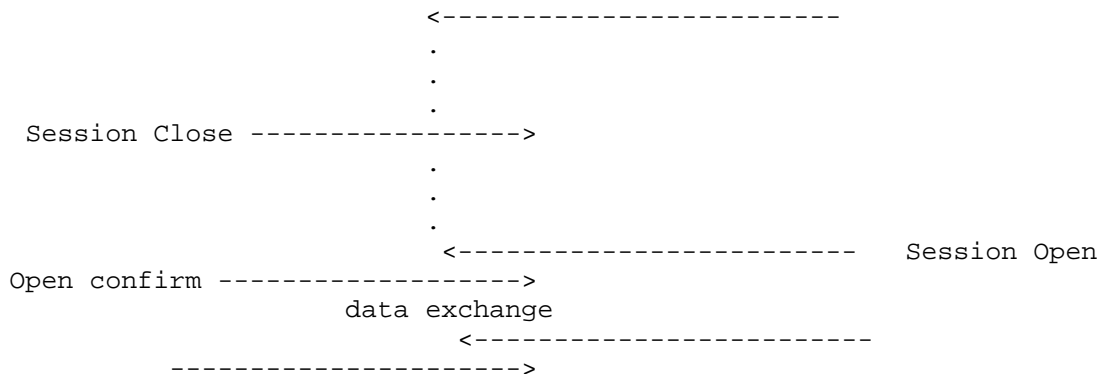 <--------------------------
.
.
.
Session Close ----------------->
.
.
.
<------------------------- Session Open
Open confirm ------------------->
data exchange
<-------------------------
---------------------->